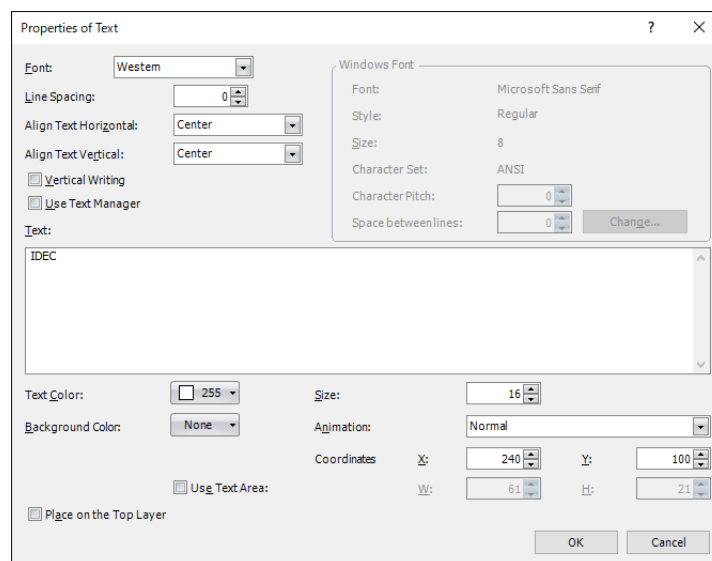 Properties of Text
Font: Western
Line Spacing: 0
Align Text Horizontal: Center
Align Text Vertical: Center
Vertical Writing
Use Text Manager
Windows Font
Font: Microsoft Sans Serif
Style: Regular
Size: 8
Character Set: ANSI
Character Pitch: 0
Space between lines: 0 Change...
Text:
IDEC
Text Color: 255 Size: 16
Background Color: None Animation: Normal
Coordinates X: 240 Y: 100
Use Text Area: W: 61 H: 21
Place on the Top Layer
OK Cancel